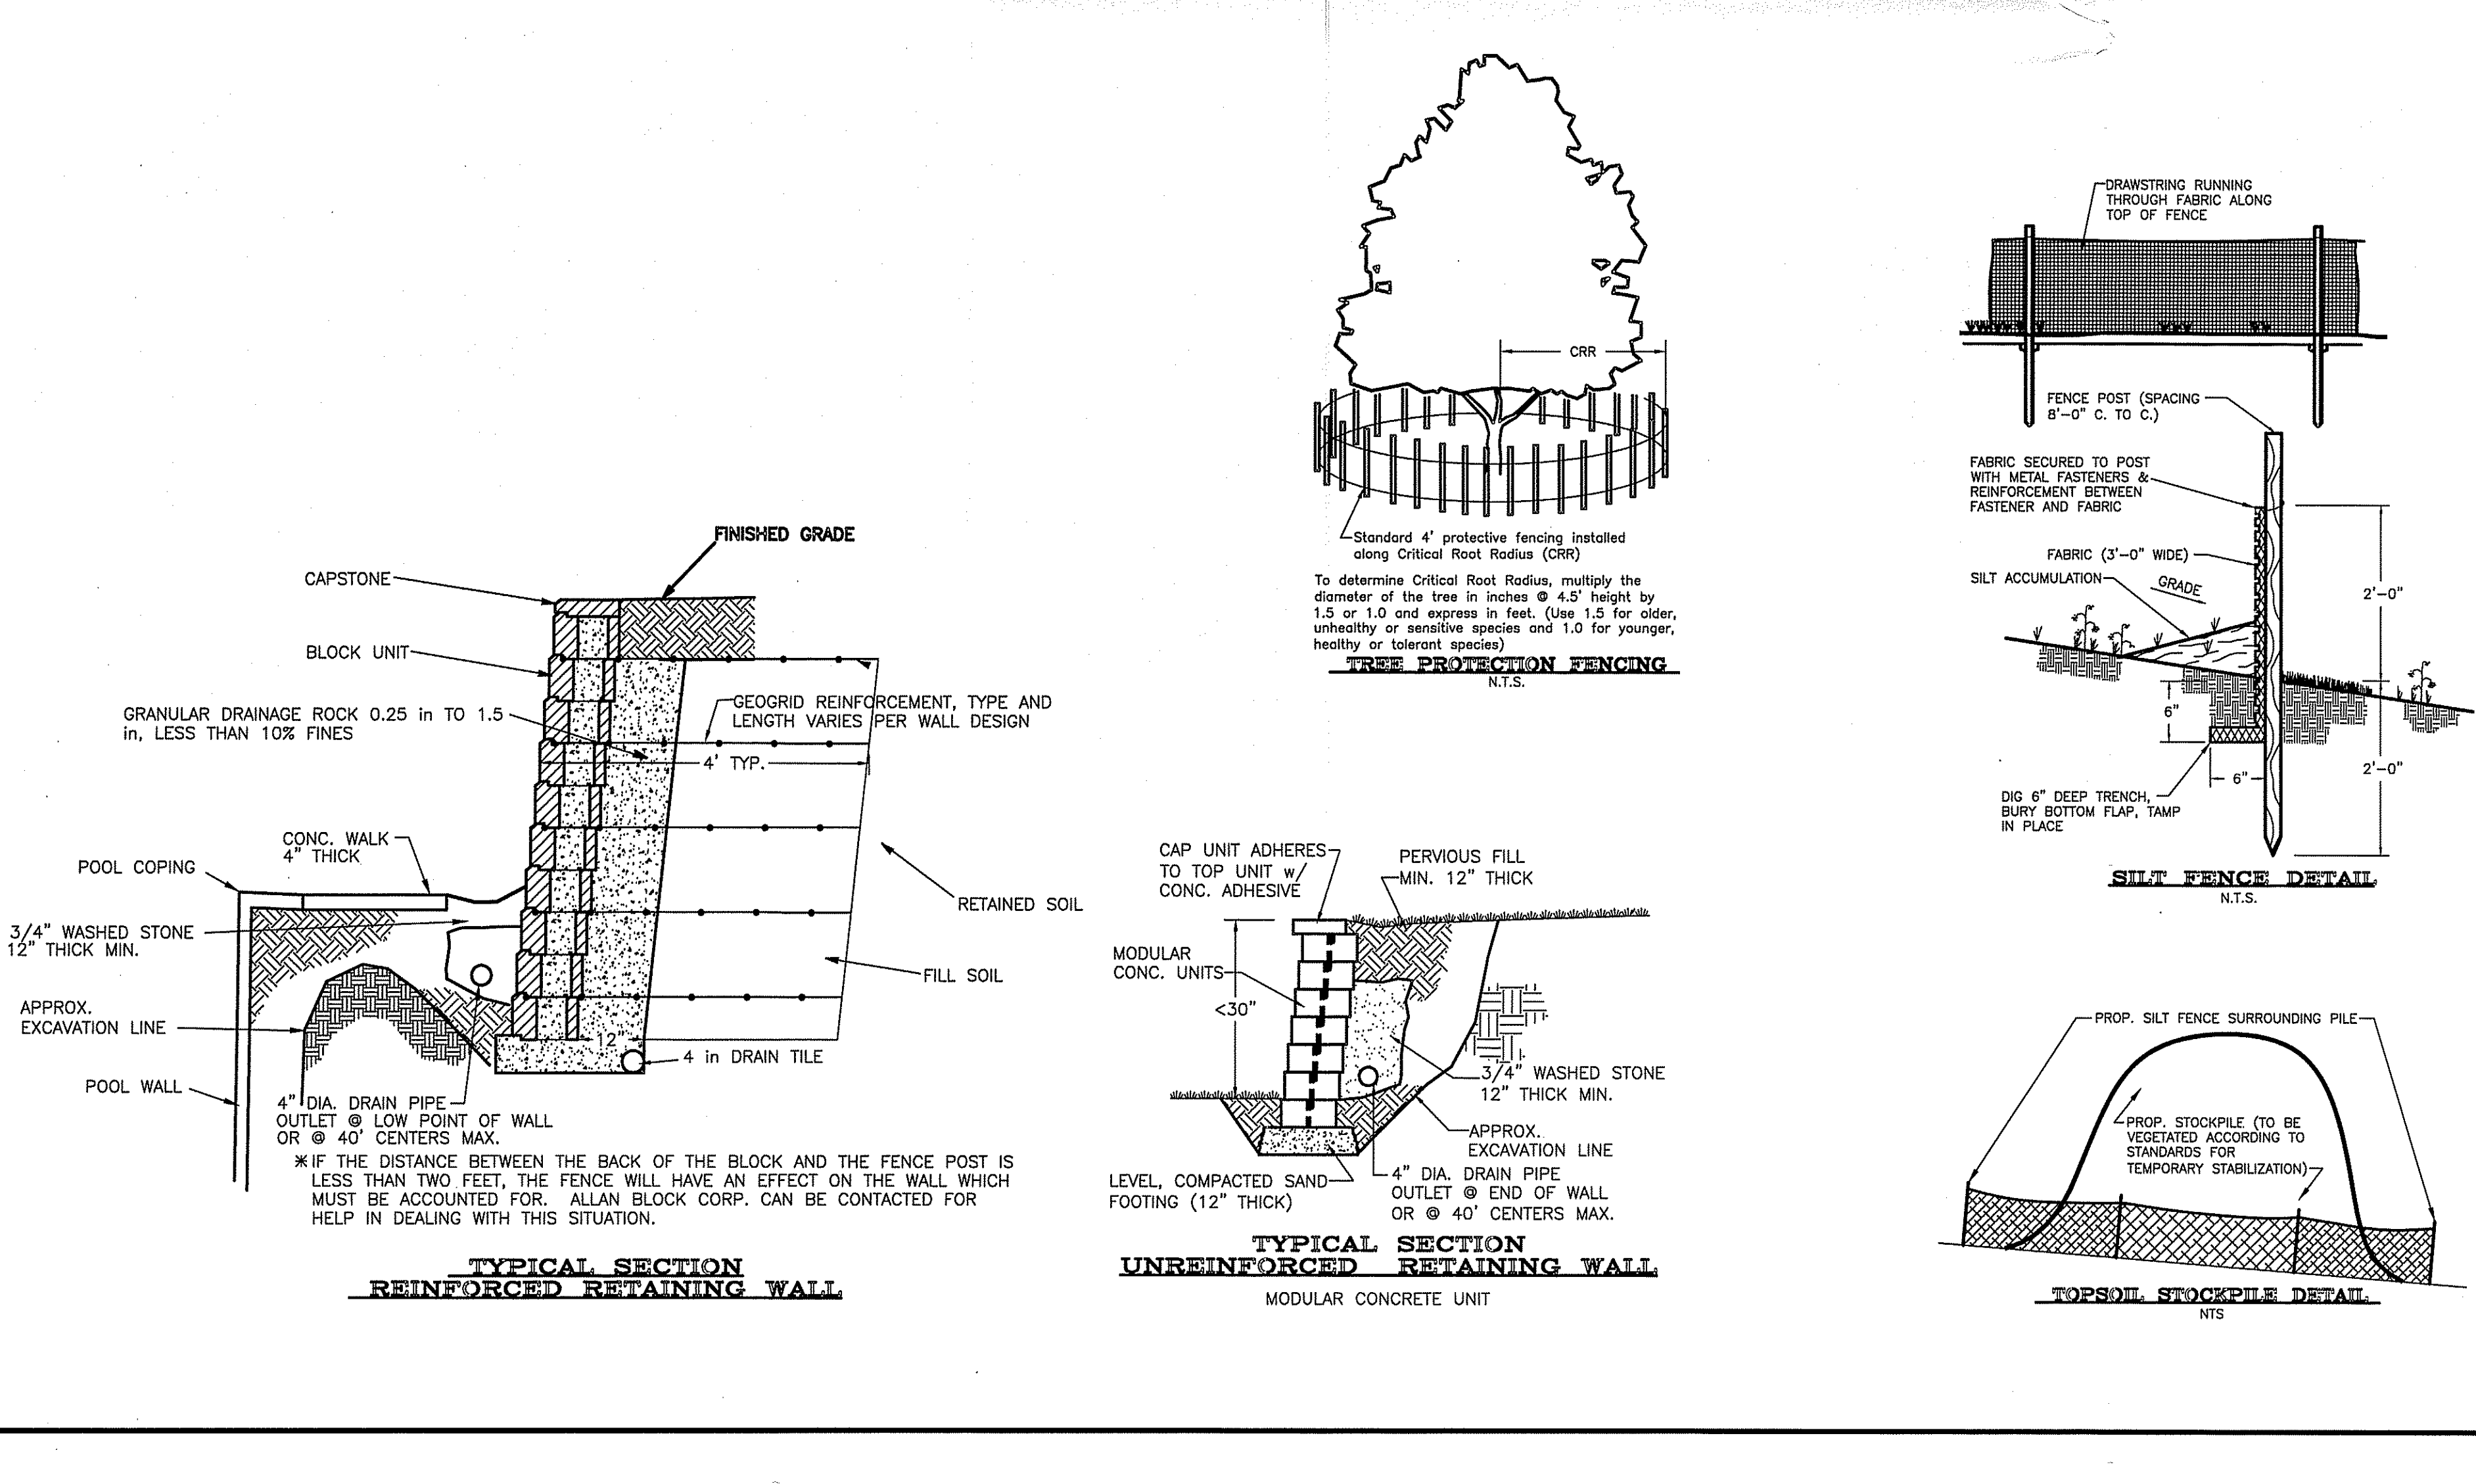 FINISHED GRADE
CAPSTONE
BLOCK UNIT
GRANULAR DRAINAGE ROCK 0.25 in TO 1.5
in, LESS THAN 10% FINES
GEOGRID REINFORCEMENT, TYPE AND
LENGTH VARIES PER WALL DESIGN
4' TYP.
CONC. WALK
4" THICK
POOL COPING
RETAINED SOIL
3/4" WASHED STONE
12" THICK MIN.
FILL SOIL
APPROX.
EXCAVATION LINE
12"
4 in DRAIN TILE
POOL WALL
4" DIA. DRAIN PIPE
OUTLET @ LOW POINT OF WALL
OR @ 40' CENTERS MAX.
*IF THE DISTANCE BETWEEN THE BACK OF THE BLOCK AND THE FENCE POST IS
LESS THAN TWO FEET, THE FENCE WILL HAVE AN EFFECT ON THE WALL WHICH
MUST BE ACCOUNTED FOR. ALLAN BLOCK CORP. CAN BE CONTACTED FOR
HELP IN DEALING WITH THIS SITUATION.
TYPICAL SECTION
REINFORCED RETAINING WALL
CRR
Standard 4' protective fencing installed
along Critical Root Radius (CRR)
To determine Critical Root Radius, multiply the
diameter of the tree in inches @ 4.5' height by
1.5 or 1.0 and express in feet. (Use 1.5 for older,
unhealthy or sensitive species and 1.0 for younger,
healthy or tolerant species)
TREE PROTECTION FENCING
N.T.S.
CAP UNIT ADHERES
TO TOP UNIT w/
CONC. ADHESIVE
PERVIOUS FILL
MIN. 12" THICK
MODULAR
CONC. UNITS
<30"
3/4" WASHED STONE
12" THICK MIN.
APPROX.
EXCAVATION LINE
LEVEL, COMPACTED SAND
FOOTING (12" THICK)
4" DIA. DRAIN PIPE
OUTLET @ END OF WALL
OR @ 40' CENTERS MAX.
TYPICAL SECTION
UNREINFORCED RETAINING WALL
MODULAR CONCRETE UNIT
DRAWSTRING RUNNING
THROUGH FABRIC ALONG
TOP OF FENCE
FENCE POST (SPACING
8'-0" C. TO C.)
FABRIC SECURED TO POST
WITH METAL FASTENERS &
REINFORCEMENT BETWEEN
FASTENER AND FABRIC
FABRIC (3'-0" WIDE)
SILT ACCUMULATION
GRADE
2'-0"
6"
2'-0"
6"
DIG 6" DEEP TRENCH,
BURY BOTTOM FLAP, TAMP
IN PLACE
SILT FENCE DETAIL
N.T.S.
PROP. SILT FENCE SURROUNDING PILE
PROP. STOCKPILE (TO BE
VEGETATED ACCORDING TO
STANDARDS FOR
TEMPORARY STABILIZATION)
TOPSOIL STOCKPILE DETAIL
NTS